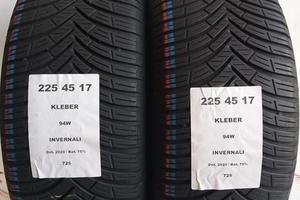 225 45 17
KLEBER
94W
INVERNALI
Dot. 2020 / Bat. 75%
725
225 45 17
KLEBER
94W
INVERNALI
Dot. 2020 / Bat. 75%
725